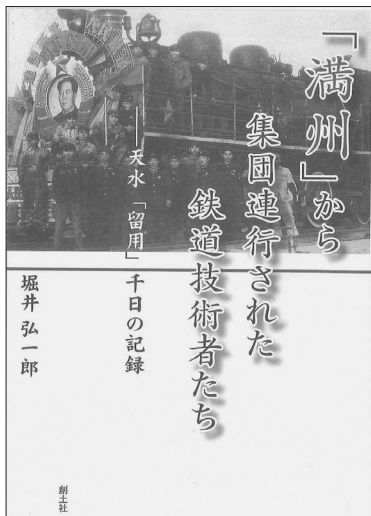 「満州」から
集団連行された
鉄道技術者たち
──天水「留用」千日の記録
堀井 弘一郎
創土社